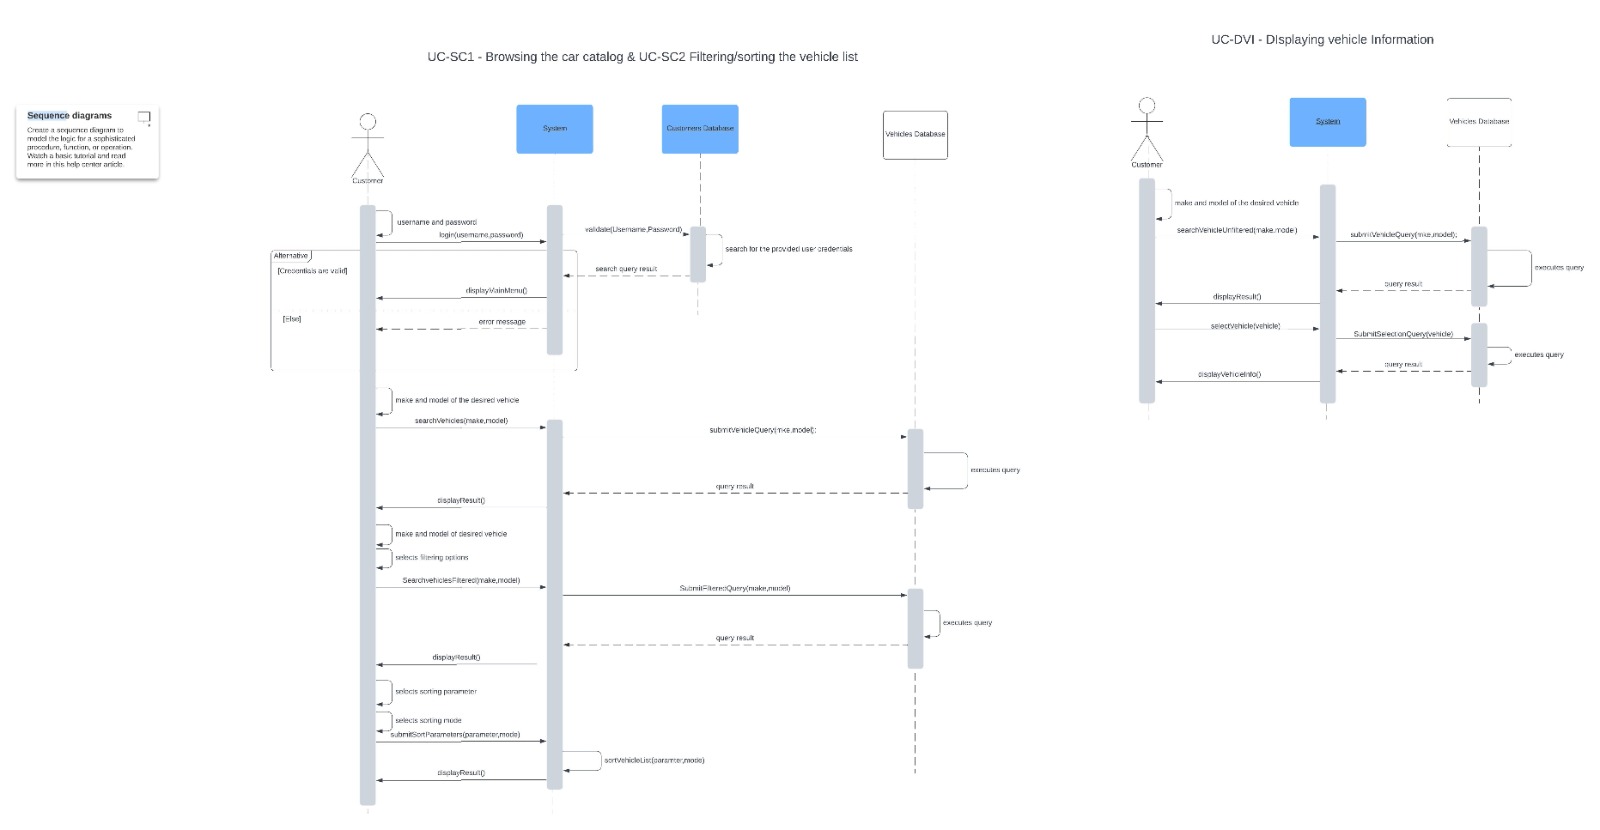 UC-DVI - DIsplaying vehicle Information
UC-SC1 - Browsing the car catalog & UC-SC2 Filtering/sorting the vehicle list
Sequence diagrams
Create a sequence diagram to
model the logic for a sophisticated
procedure, function, or operation.
Watch a basic tutorial and read
more in this help center article.
Customer
System
Customers Database
Vehicles Database
username and password
login(username,password)
validate(Username,Password)
search for the provided user credentials
search query result
Alternative
[Credentials are valid]
displayMainMenu()
[Else]
error message
make and model of the desired vehicle
searchVehicles(make,model)
submitVehicleQuery(mke,model);
executes query
query result
displayResult()
make and model of desired vehicle
selects filtering options
SearchvehiclesFiltered(make,model)
SubmitFilteredQuery(make,model)
executes query
query result
displayResult()
selects sorting parameter
selects sorting mode
submitSortParameters(parameter,mode)
sortVehicleList(paramter,mode)
displayResult()
Customer
System
Vehicles Database
make and model of the desired vehicle
searchVehicleUnfiltered(make,model)
submitVehicleQuery(mke,model);
executes query
query result
displayResult()
selectVehicle(vehicle)
SubmitSelectionQuery(vehicle)
executes query
query result
displayVehicleInfo()